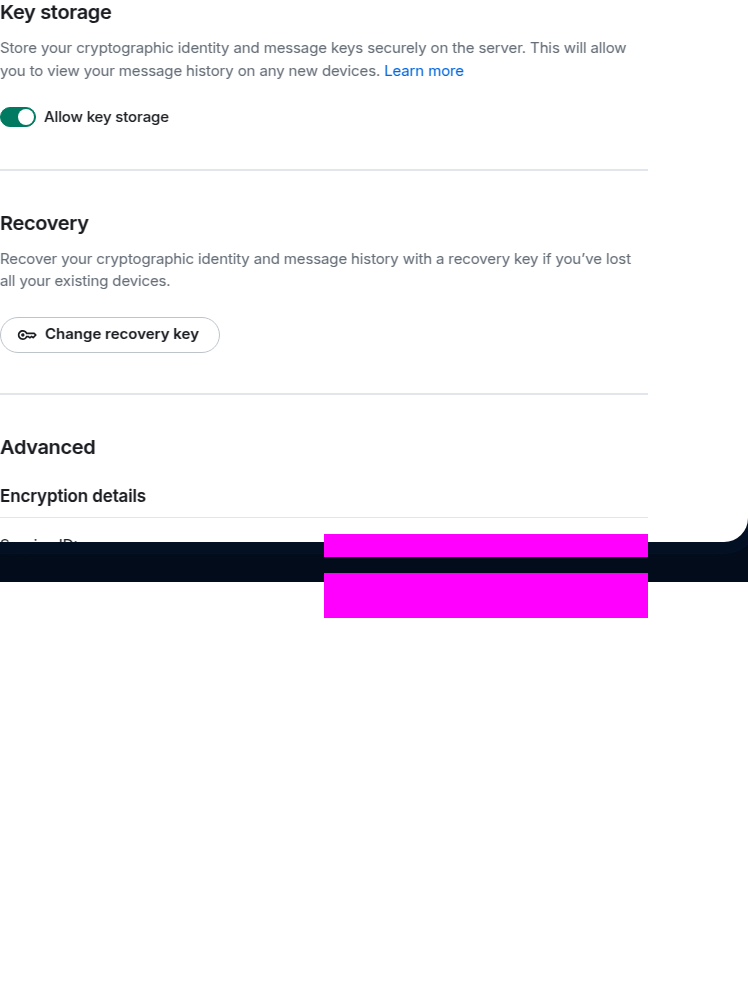 Key storage
Store your cryptographic identity and message keys securely on the server. This will allow
you to view your message history on any new devices. Learn more
Allow key storage
Recovery
Recover your cryptographic identity and message history with a recovery key if you’ve lost
all your existing devices.
Change recovery key
Advanced
Encryption details